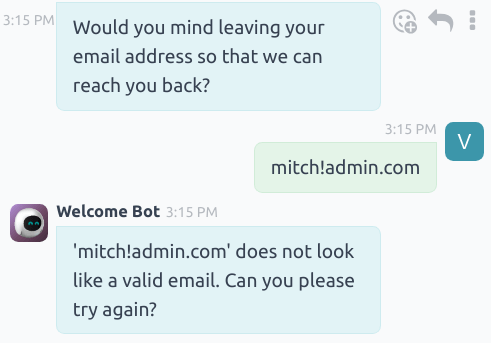 3:15 PM
Would you mind leaving your
email address so that we can
reach you back?
3:15 PM
V
mitch!admin.com
Welcome Bot 3:15 PM
'mitch!admin.com' does not look
like a valid email. Can you please
try again?